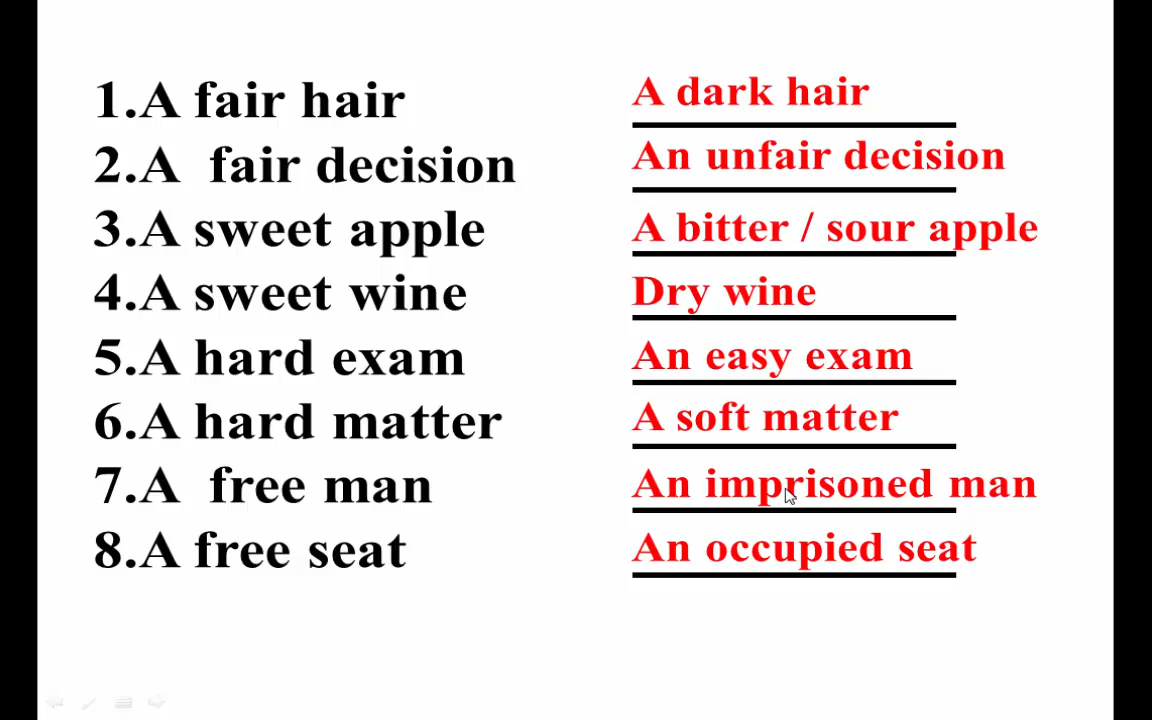 1.A fair hair A dark hair
2.A fair decision An unfair decision
3.A sweet apple A bitter / sour apple
4.A sweet wine Dry wine
5.A hard exam An easy exam
6.A hard matter A soft matter
7.A free man An imprisoned man
8.A free seat An occupied seat